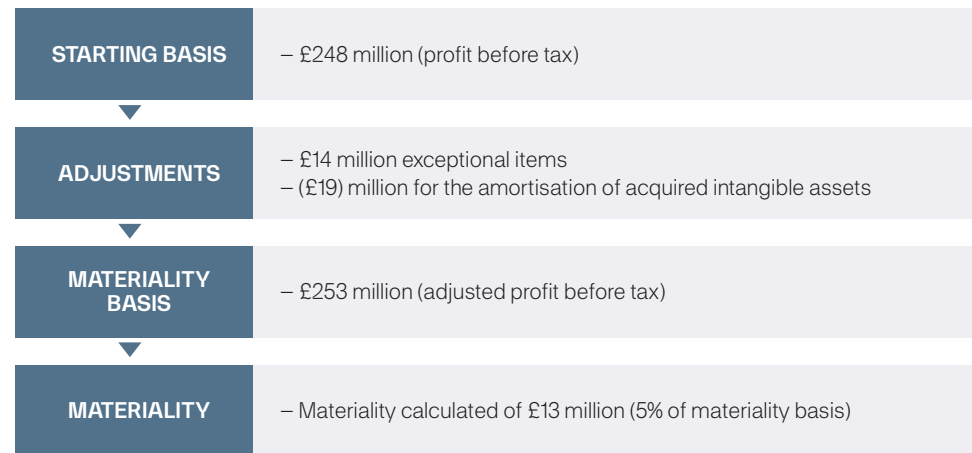 STARTING BASIS
– £248 million (profit before tax)
ADJUSTMENTS
– £14 million exceptional items
– (£19) million for the amortisation of acquired intangible assets
MATERIALITY
BASIS
– £253 million (adjusted profit before tax)
MATERIALITY
– Materiality calculated of £13 million (5% of materiality basis)